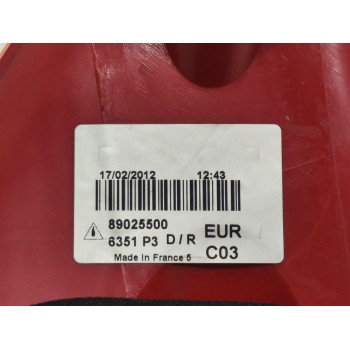 17/02/2012 12:43
89025500
6351 P3 D/R EUR
Made In France 5 C03